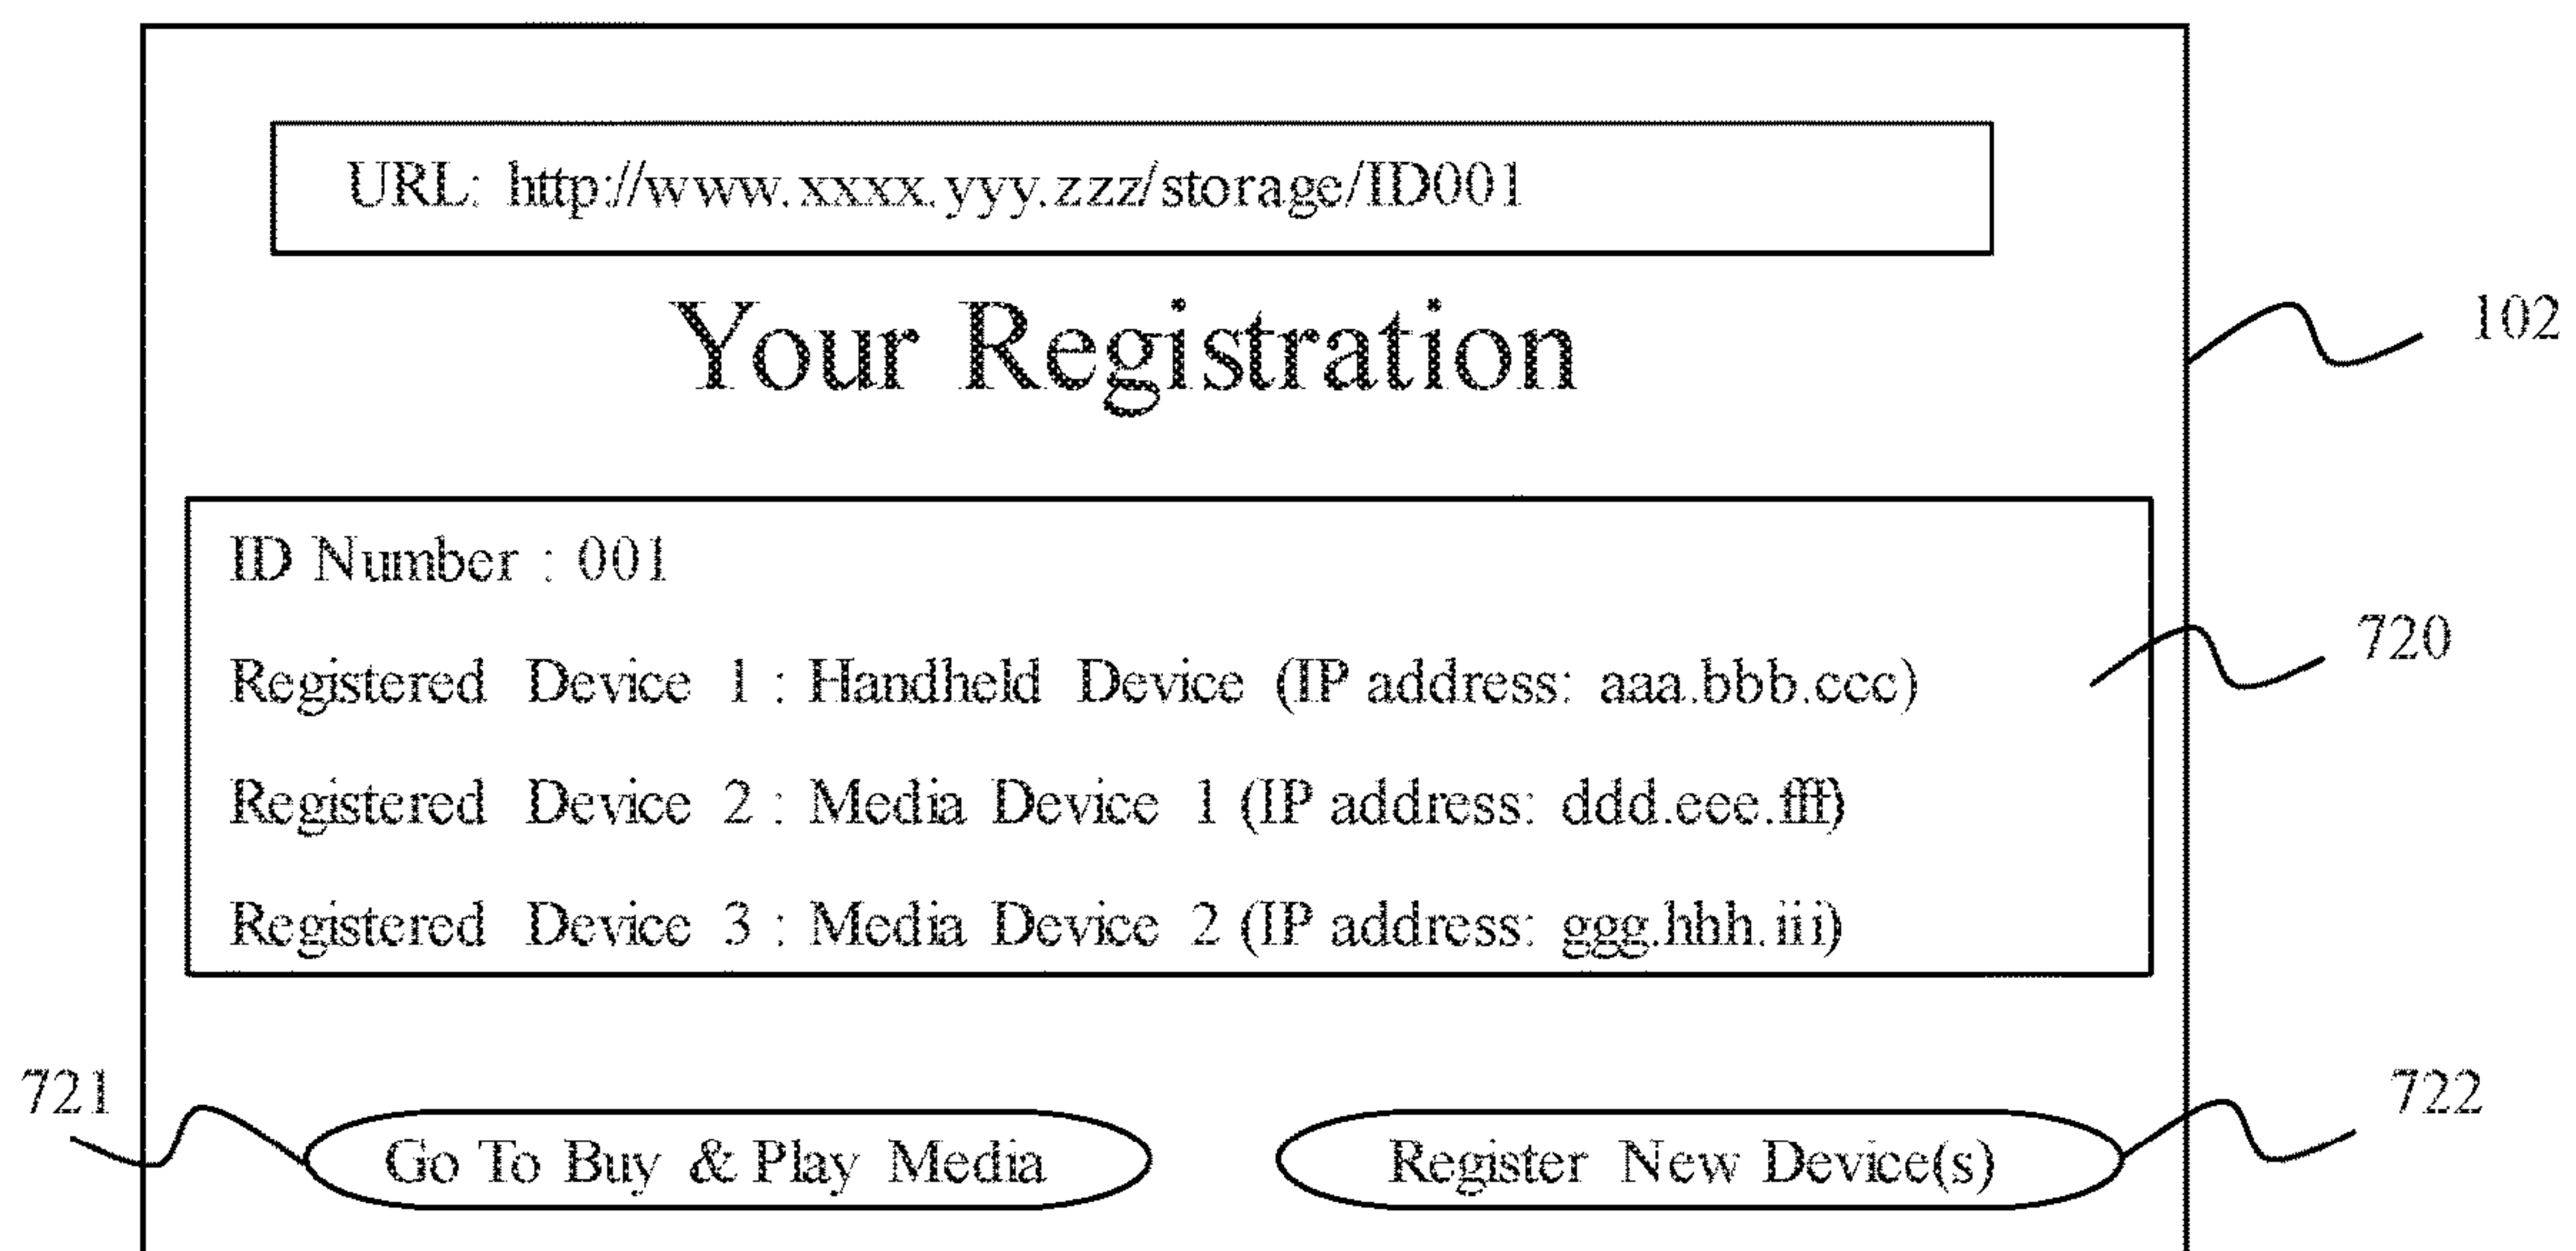 URL: http://www.xxxx.yyy.zzz/storage/ID001
Your Registration
102
ID Number : 001
720
Registered Device 1 : Handheld Device (IP address: aaa.bbb.ccc)
Registered Device 2 : Media Device 1 (IP address: ddd.eee.fff)
Registered Device 3 : Media Device 2 (IP address: ggg.hhh.iii)
721
722
Go To Buy & Play Media
Register New Device(s)